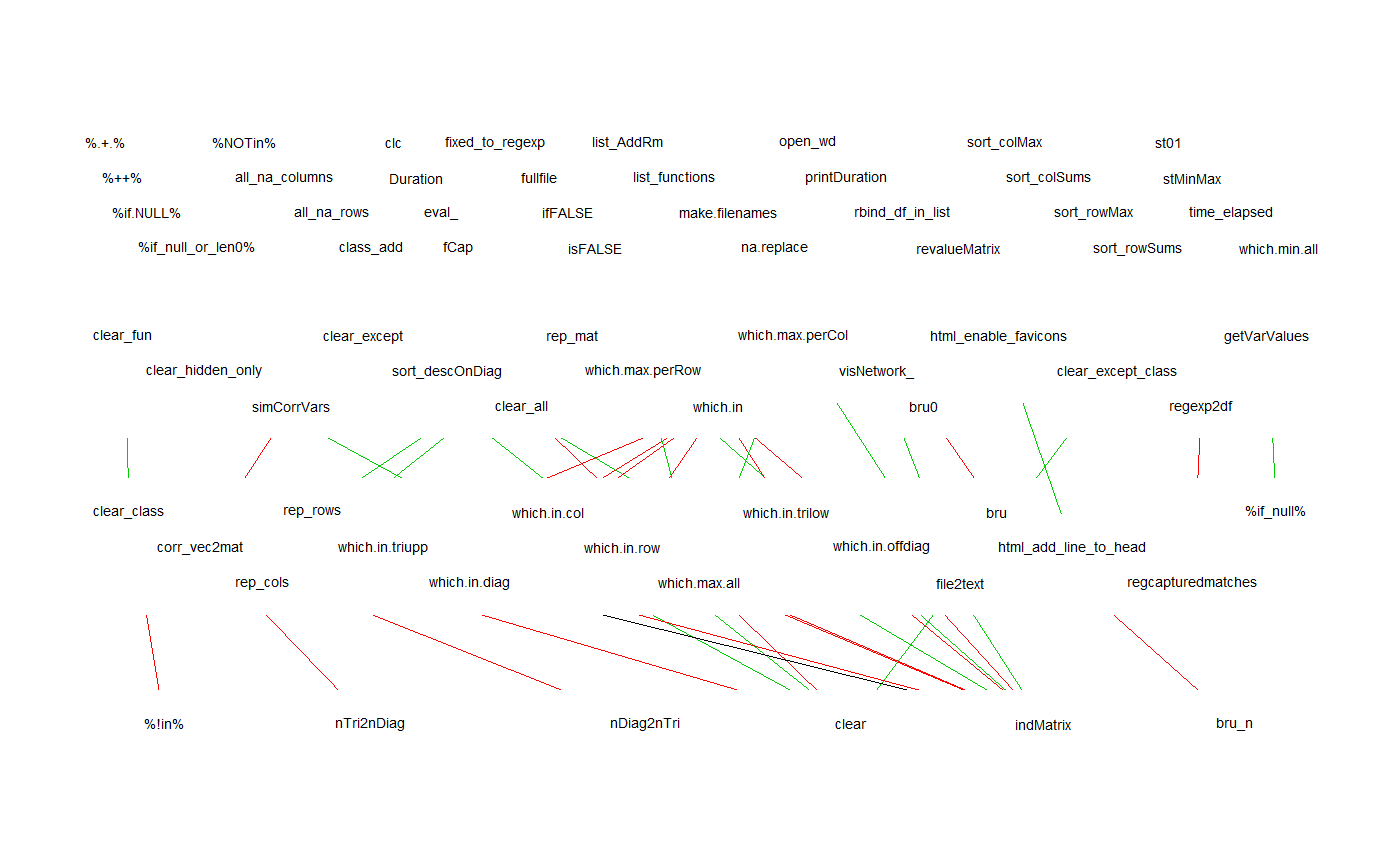 %.+.% %NOTin% clc fixed_to_regexp list_AddRm open_wd sort_colMax st01
%++% all_na_columns Duration fullfile list_functions printDuration sort_colSums stMinMax
%if.NULL% all_na_rows eval_ ifFALSE make.filenames rbind_df_in_list sort_rowMax time_elapsed
%if_null_or_len0% class_add fCap isFALSE na.replace revalueMatrix sort_rowSums which.min.all
clear_fun clear_except rep_mat which.max.perCol html_enable_favicons getVarValues
clear_hidden_only sort_descOnDiag which.max.perRow visNetwork_ clear_except_class
simCorrVars clear_all which.in bru0 regexp2df
clear_class rep_rows which.in.col which.in.trilow bru %if_null%
corr_vec2mat which.in.triupp which.in.row which.in.offdiag html_add_line_to_head
rep_cols which.in.diag which.max.all file2text regcapturedmatches
%!in% nTri2nDiag nDiag2nTri clear indMatrix bru_n